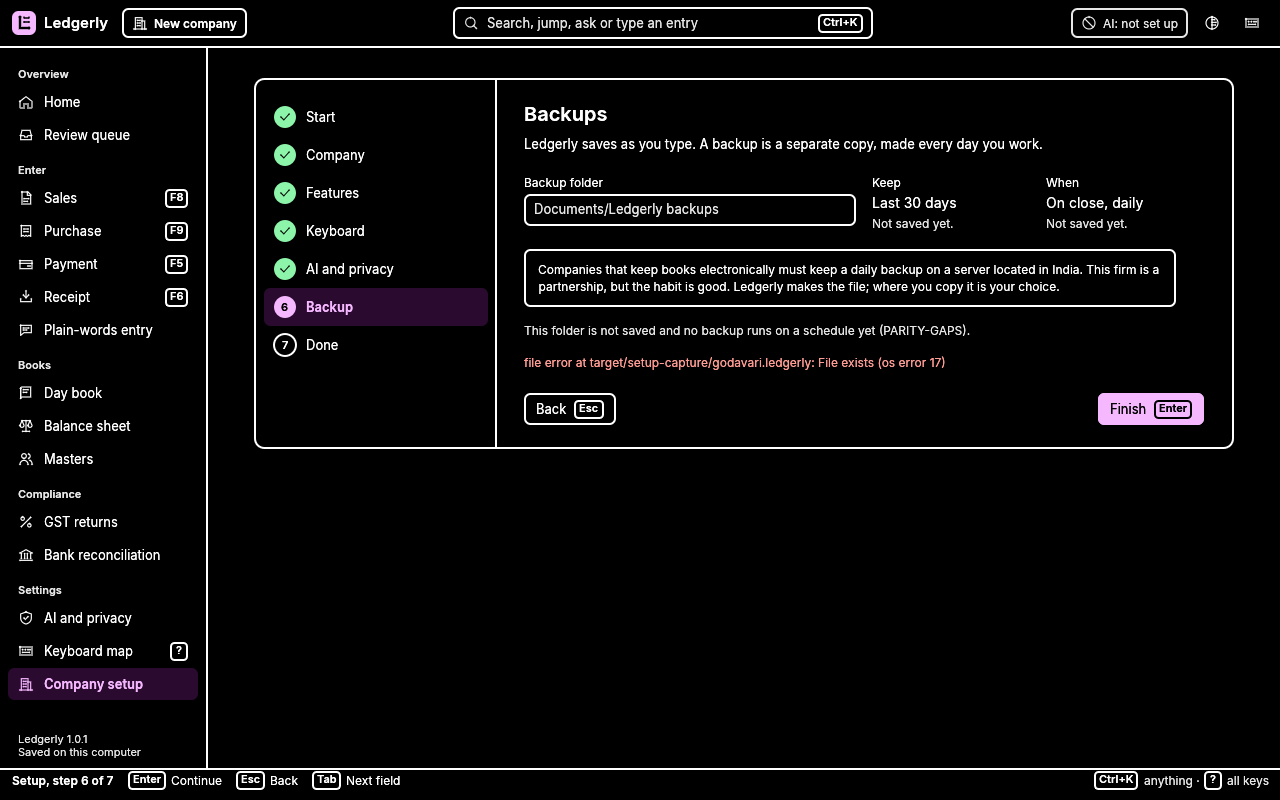 Ledgerly
New company
Search, jump, ask or type an entry
Ctrl+K
AI: not set up
Overview
Home
Review queue
Enter
Sales F8
Purchase F9
Payment F5
Receipt F6
Plain-words entry
Books
Day book
Balance sheet
Masters
Compliance
GST returns
Bank reconciliation
Settings
AI and privacy
Keyboard map ?
Company setup
Ledgerly 1.0.1
Saved on this computer
Start
Company
Features
Keyboard
AI and privacy
6 Backup
7 Done
Backups
Ledgerly saves as you type. A backup is a separate copy, made every day you work.
Backup folder
Documents/Ledgerly backups
Keep
Last 30 days
Not saved yet.
When
On close, daily
Not saved yet.
Companies that keep books electronically must keep a daily backup on a server located in India. This firm is a
partnership, but the habit is good. Ledgerly makes the file; where you copy it is your choice.
This folder is not saved and no backup runs on a schedule yet (PARITY-GAPS).
file error at target/setup-capture/godavari.ledgerly: File exists (os error 17)
Back Esc
Finish Enter
Setup, step 6 of 7 Enter Continue Esc Back Tab Next field
Ctrl+K anything · ? all keys